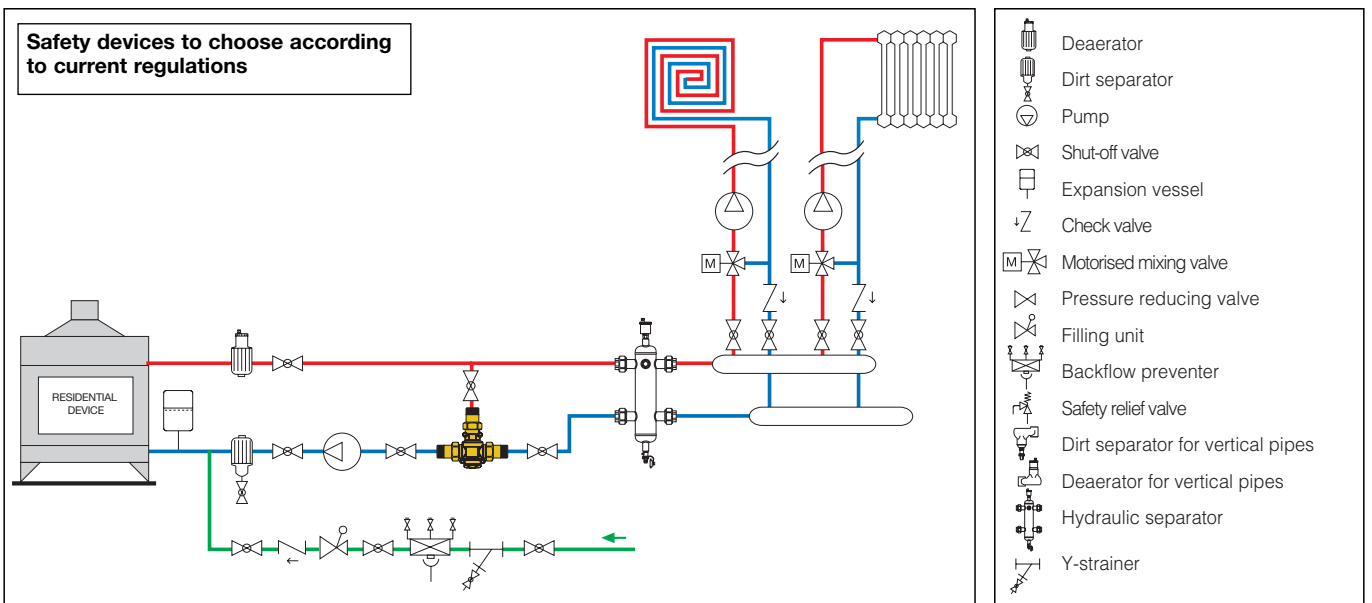 Safety devices to choose according
to current regulations
RESIDENTIAL
DEVICE
M
M
Deaerator
Dirt separator
Pump
Shut-off valve
Expansion vessel
Check valve
M
Motorised mixing valve
Pressure reducing valve
Filling unit
Backflow preventer
Safety relief valve
Dirt separator for vertical pipes
Deaerator for vertical pipes
Hydraulic separator
Y-strainer